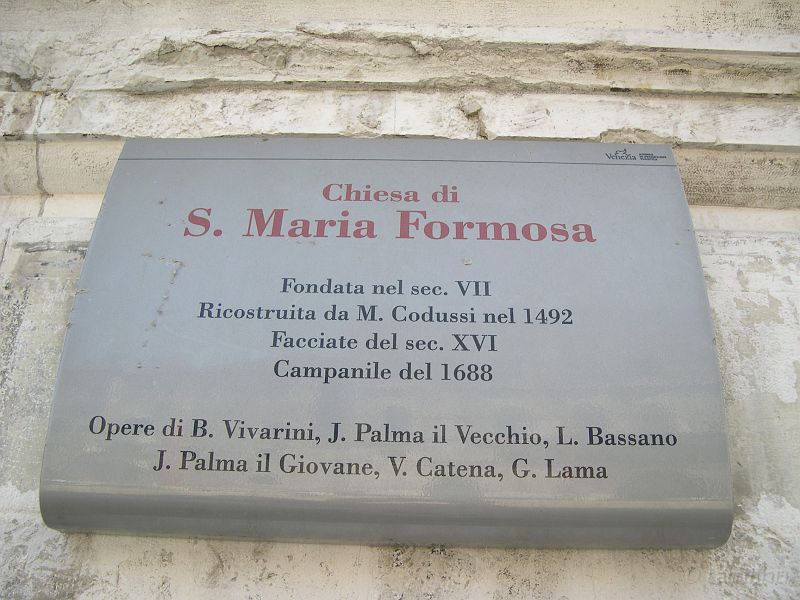 Venezia
Chiesa di
S. Maria Formosa
Fondata nel sec. VII
Ricostruita da M. Codussi nel 1492
Facciate del sec. XVI
Campanile del 1688
Opere di B. Vivarini, J. Palma il Vecchio, L. Bassano
J. Palma il Giovane, V. Catena, G. Lama